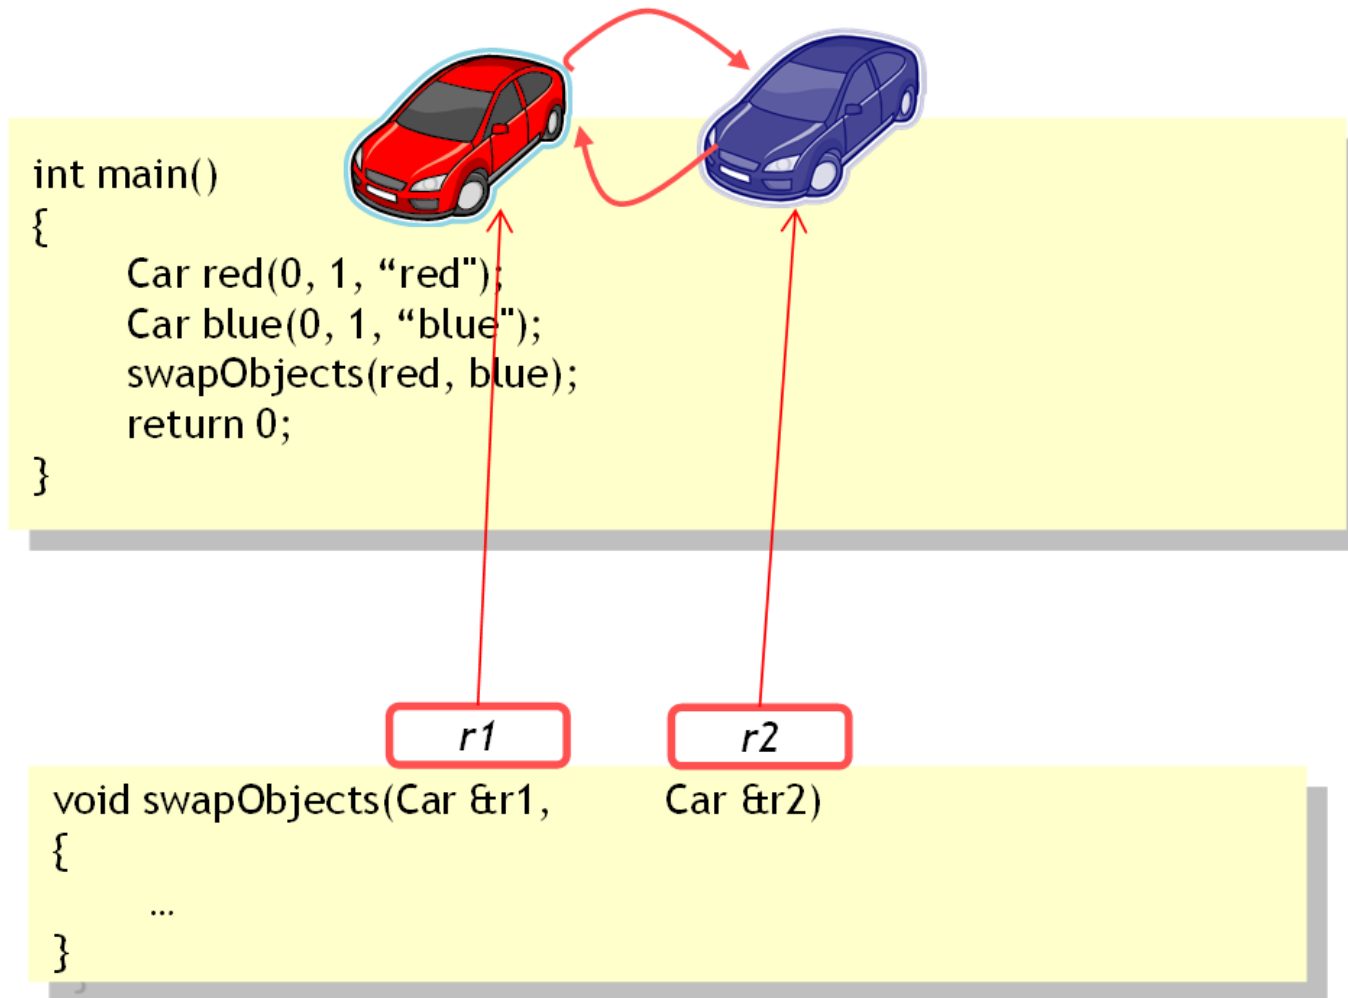 int main()
{
Car red(0, 1, “red");
Car blue(0, 1, “blue");
swapObjects(red, blue);
return 0;
}
r1
r2
void swapObjects(Car &r1, Car &r2)
{
...
}